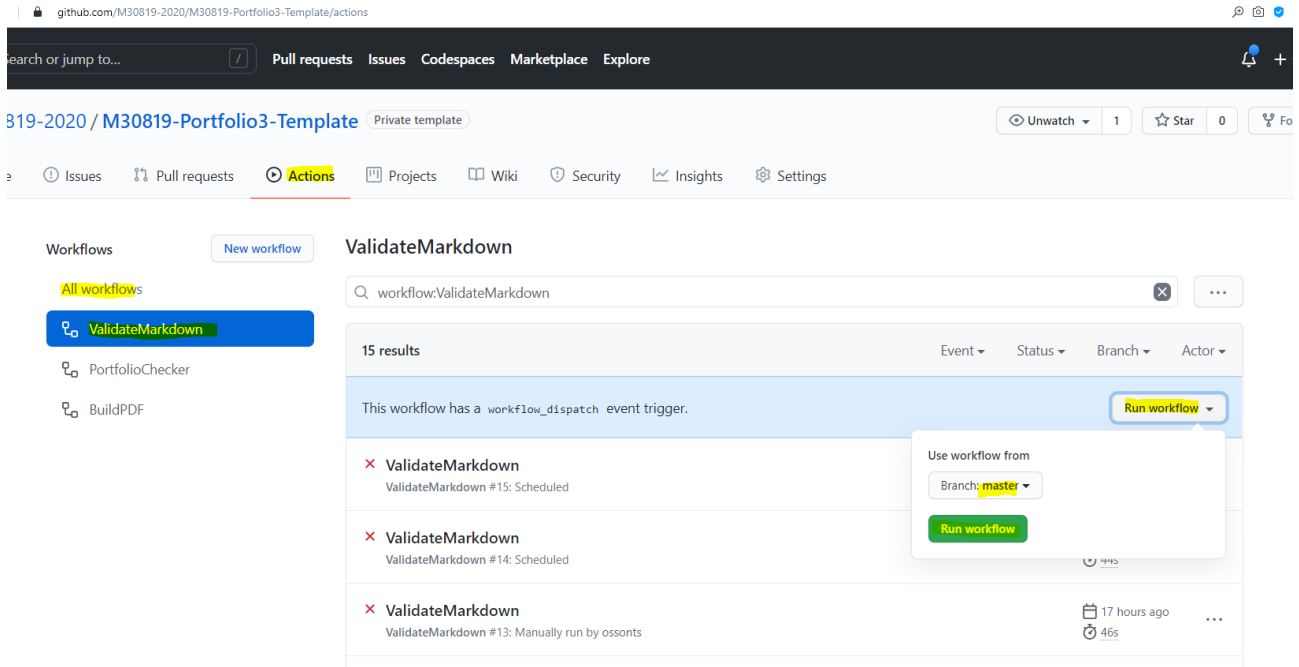 github.com/M30819-2020/M30819-Portfolio3-Template/actions
Search or jump to... /
Pull requests Issues Codespaces Marketplace Explore
819-2020 / M30819-Portfolio3-Template Private template
Unwatch 1 Star 0 Fo
e Issues Pull requests Actions Projects Wiki Security Insights Settings
Workflows
New workflow
All workflows
ValidateMarkdown
PortfolioChecker
BuildPDF
ValidateMarkdown
workflow:ValidateMarkdown
15 results
Event Status Branch Actor
This workflow has a workflow_dispatch event trigger.
Run workflow
Use workflow from
Branch: master
Run workflow
ValidateMarkdown
ValidateMarkdown #15: Scheduled
ValidateMarkdown
ValidateMarkdown #14: Scheduled
44s
ValidateMarkdown
ValidateMarkdown #13: Manually run by ossonts
17 hours ago
46s